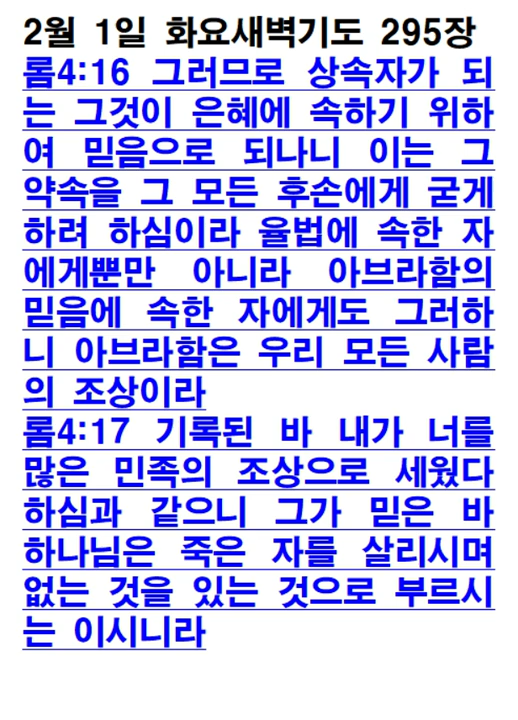 2월 1일 화요새벽기도 295장
롬4:16 그러므로 상속자가 되
는 그것이 은혜에 속하기 위하
여 믿음으로 되나니 이는 그
약속을 그 모든 후손에게 굳게
하려 하심이라 율법에 속한 자
에게뿐만 아니라 아브라함의
믿음에 속한 자에게도 그러하
니 아브라함은 우리 모든 사람
의 조상이라
롬4:17 기록된 바 내가 너를
많은 민족의 조상으로 세웠다
하심과 같으니 그가 믿은 바
하나님은 죽은 자를 살리시며
없는 것을 있는 것으로 부르시
는 이시니라